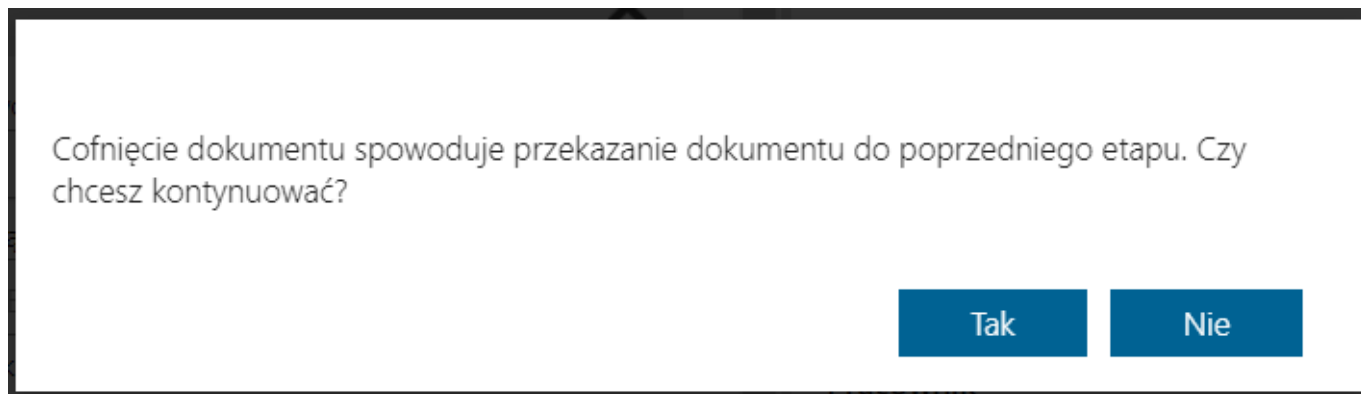 Cofnięcie dokumentu spowoduje przekazanie dokumentu do poprzedniego etapu. Czy
chcesz kontynuować?
Tak Nie